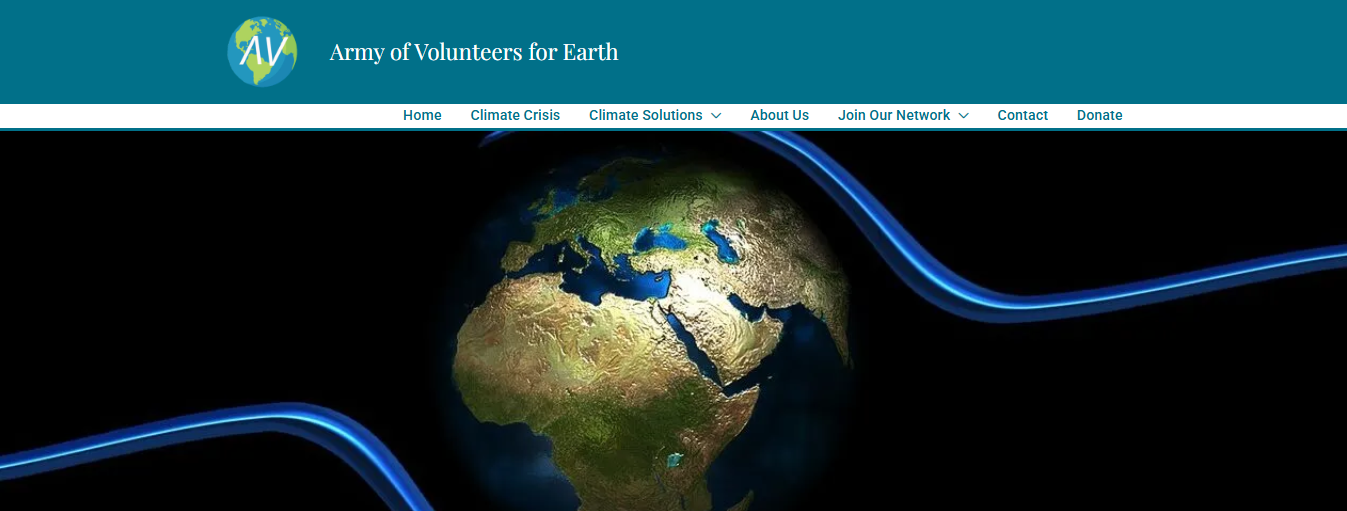 AV
Army of Volunteers for Earth
Home Climate Crisis Climate Solutions About Us Join Our Network Contact Donate